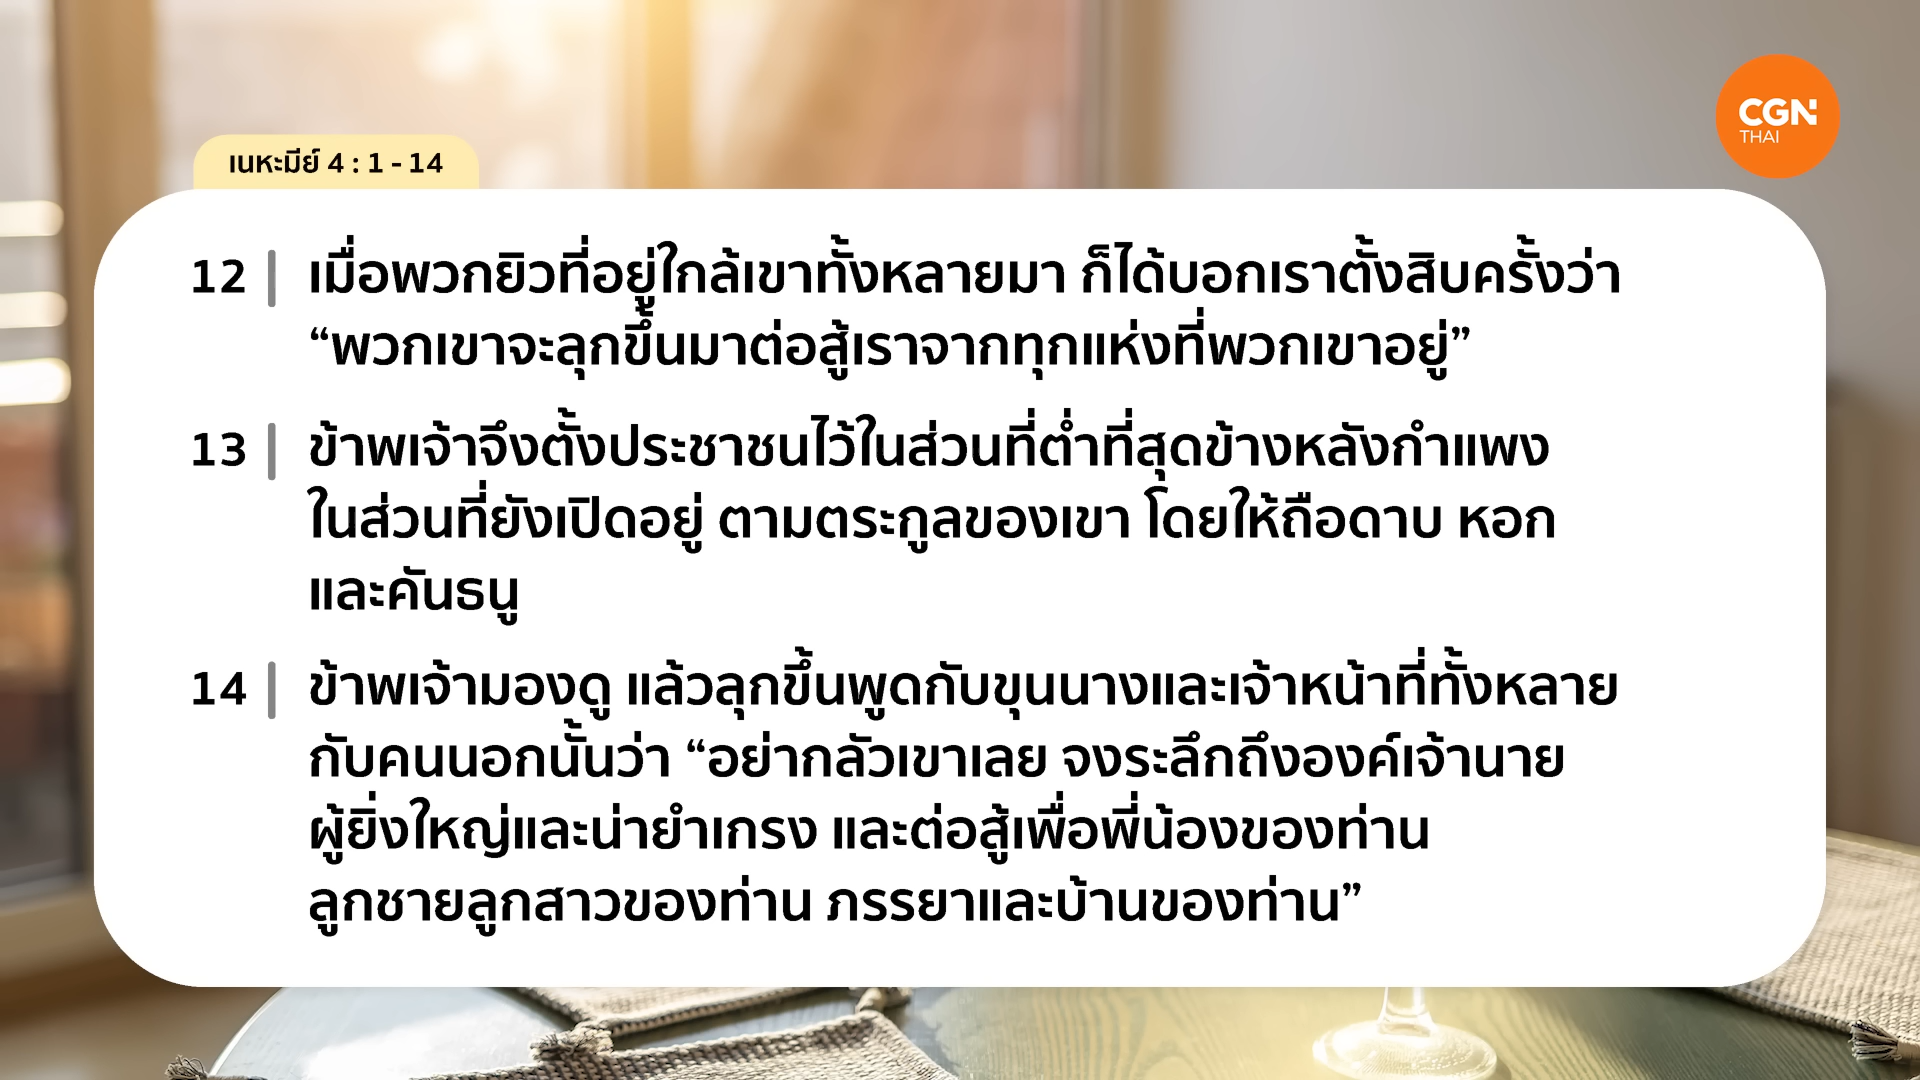 CGN
THAI
เนหะมีย์ 4 : 1 - 14
12 เมื่อพวกยิวที่อยู่ใกล้เขาทั้งหลายมา ก็ได้บอกเราตั้งสิบครั้งว่า
“พวกเขาจะลุกขึ้นมาต่อสู้เราจากทุกแห่งที่พวกเขาอยู่”
13 ข้าพเจ้าจึงตั้งประชาชนไว้ในส่วนที่ต่ำที่สุดข้างหลังกำแพง
ในส่วนที่ยังเปิดอยู่ ตามตระกูลของเขา โดยให้ถือดาบ หอก
และคันธนู
14 ข้าพเจ้ามองดู แล้วลุกขึ้นพูดกับขุนนางและเจ้าหน้าที่ทั้งหลาย
กับคนนอกนั้นว่า “อย่ากลัวเขาเลย จงระลึกถึงองค์เจ้านาย
ผู้ยิ่งใหญ่และน่ายำเกรง และต่อสู้เพื่อพี่น้องของท่าน
ลูกชายลูกสาวของท่าน ภรรยาและบ้านของท่าน”